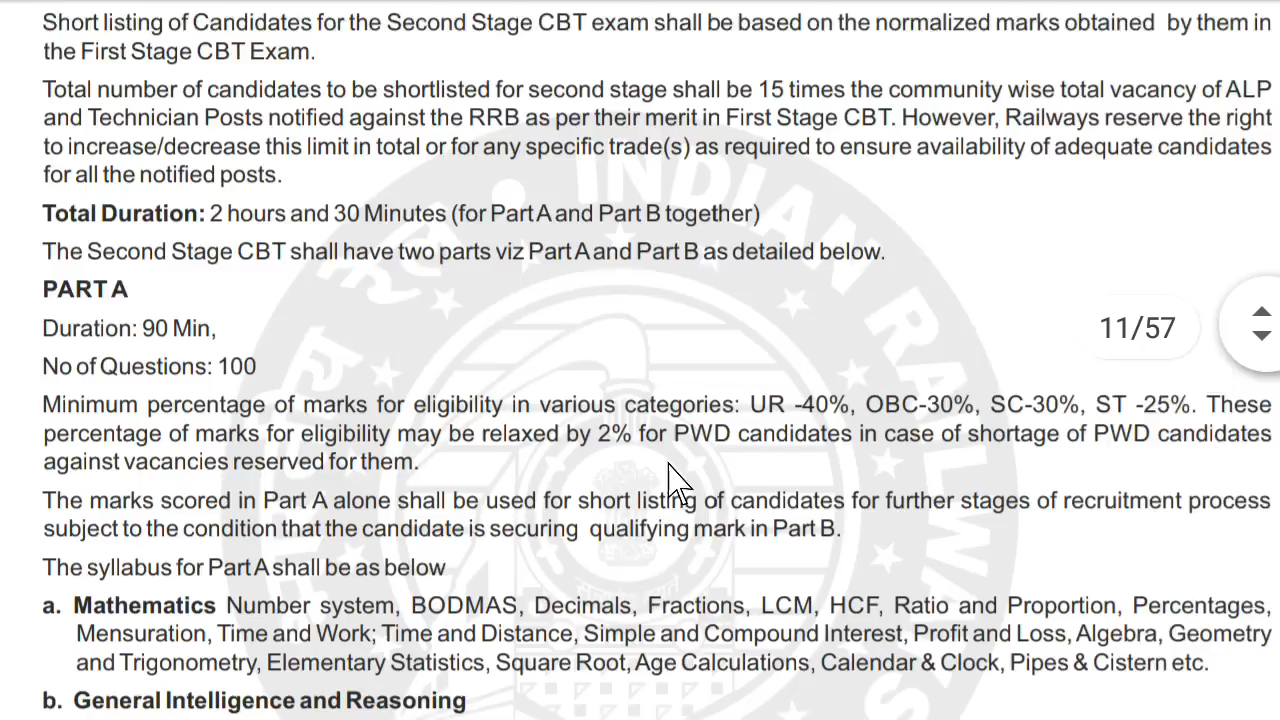 Short listing of Candidates for the Second Stage CBT exam shall be based on the normalized marks obtained by them in
the First Stage CBT Exam.
Total number of candidates to be shortlisted for second stage shall be 15 times the community wise total vacancy of ALP
and Technician Posts notified against the RRB as per their merit in First Stage CBT. However, Railways reserve the right
to increase/decrease this limit in total or for any specific trade(s) as required to ensure availability of adequate candidates
for all the notified posts.
Total Duration: 2 hours and 30 Minutes (for Part A and Part B together)
The Second Stage CBT shall have two parts viz Part A and Part B as detailed below.
PART A
Duration: 90 Min,
11/57
No of Questions: 100
Minimum percentage of marks for eligibility in various categories: UR -40%, OBC-30%, SC-30%, ST -25%. These
percentage of marks for eligibility may be relaxed by 2% for PWD candidates in case of shortage of PWD candidates
against vacancies reserved for them.
The marks scored in Part A alone shall be used for short listing of candidates for further stages of recruitment process
subject to the condition that the candidate is securing qualifying mark in Part B.
The syllabus for Part A shall be as below
a. Mathematics Number system, BODMAS, Decimals, Fractions, LCM, HCF, Ratio and Proportion, Percentages,
Mensuration, Time and Work; Time and Distance, Simple and Compound Interest, Profit and Loss, Algebra, Geometry
and Trigonometry, Elementary Statistics, Square Root, Age Calculations, Calendar & Clock, Pipes & Cistern etc.
b. General Intelligence and Reasoning
INDIAN RAILWAYS